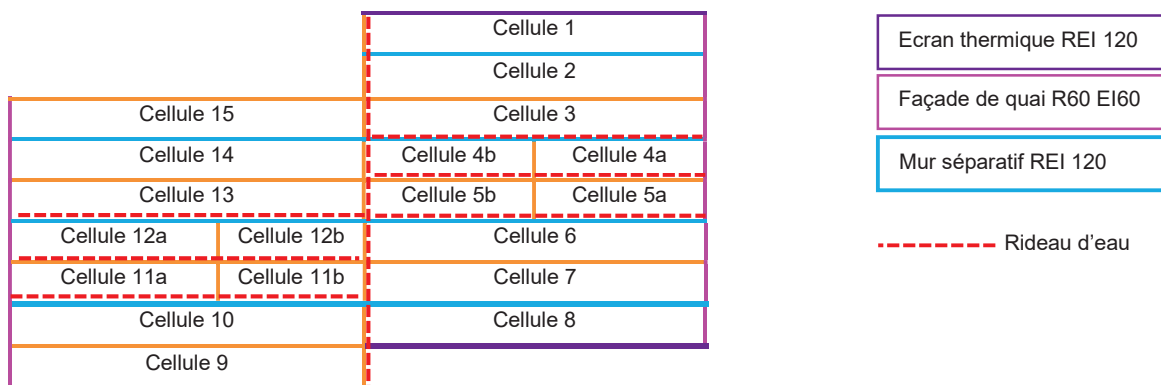 Cellule 1
Cellule 2
Cellule 15
Cellule 3
Cellule 14
Cellule 4b
Cellule 4a
Cellule 13
Cellule 5b
Cellule 5a
Cellule 12a
Cellule 12b
Cellule 6
Cellule 11a
Cellule 11b
Cellule 7
Cellule 10
Cellule 8
Cellule 9
Ecran thermique REI 120
Façade de quai R60 EI60
Mur séparatif REI 120
Rideau d’eau